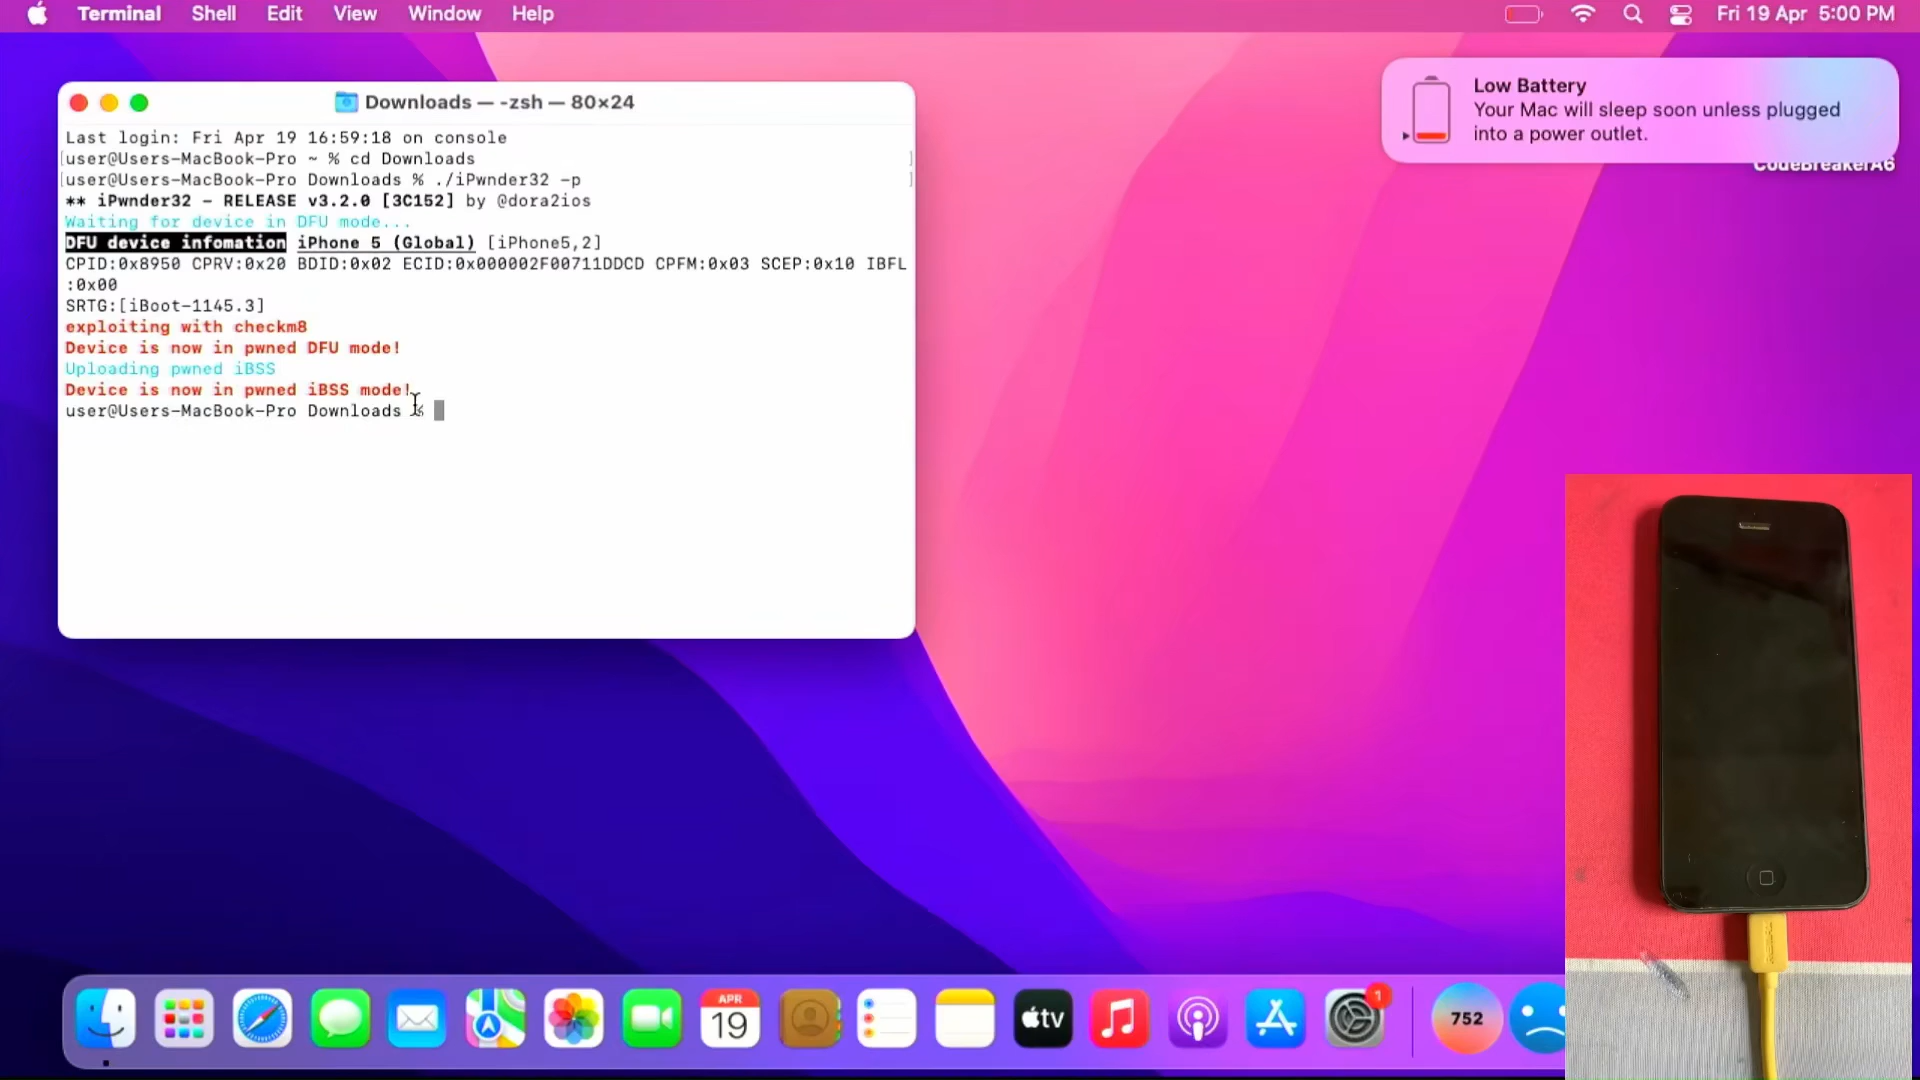 Terminal Shell Edit View Window Help Fri 19 Apr 5:00 PM
Low Battery
Your Mac will sleep soon unless plugged
into a power outlet.
CodeBreakerA6
Downloads — -zsh — 80×24
Last login: Fri Apr 19 16:59:18 on console
[user@Users-MacBook-Pro ~ % cd Downloads ]
[user@Users-MacBook-Pro Downloads % ./iPwnder32 -p ]
** iPwnder32 - RELEASE v3.2.0 [3C152] by @dora2ios
Waiting for device in DFU mode...
DFU device infomation iPhone 5 (Global) [iPhone5,2]
CPID:0x8950 CPRV:0x20 BDID:0x02 ECID:0x000002F00711DDCD CPFM:0x03 SCEP:0x10 IBFL
:0x00
SRTG:[iBoot-1145.3]
exploiting with checkm8
Device is now in pwned DFU mode!
Uploading pwned iBSS
Device is now in pwned iBSS mode!
user@Users-MacBook-Pro Downloads %
APR
19
tv
1
752